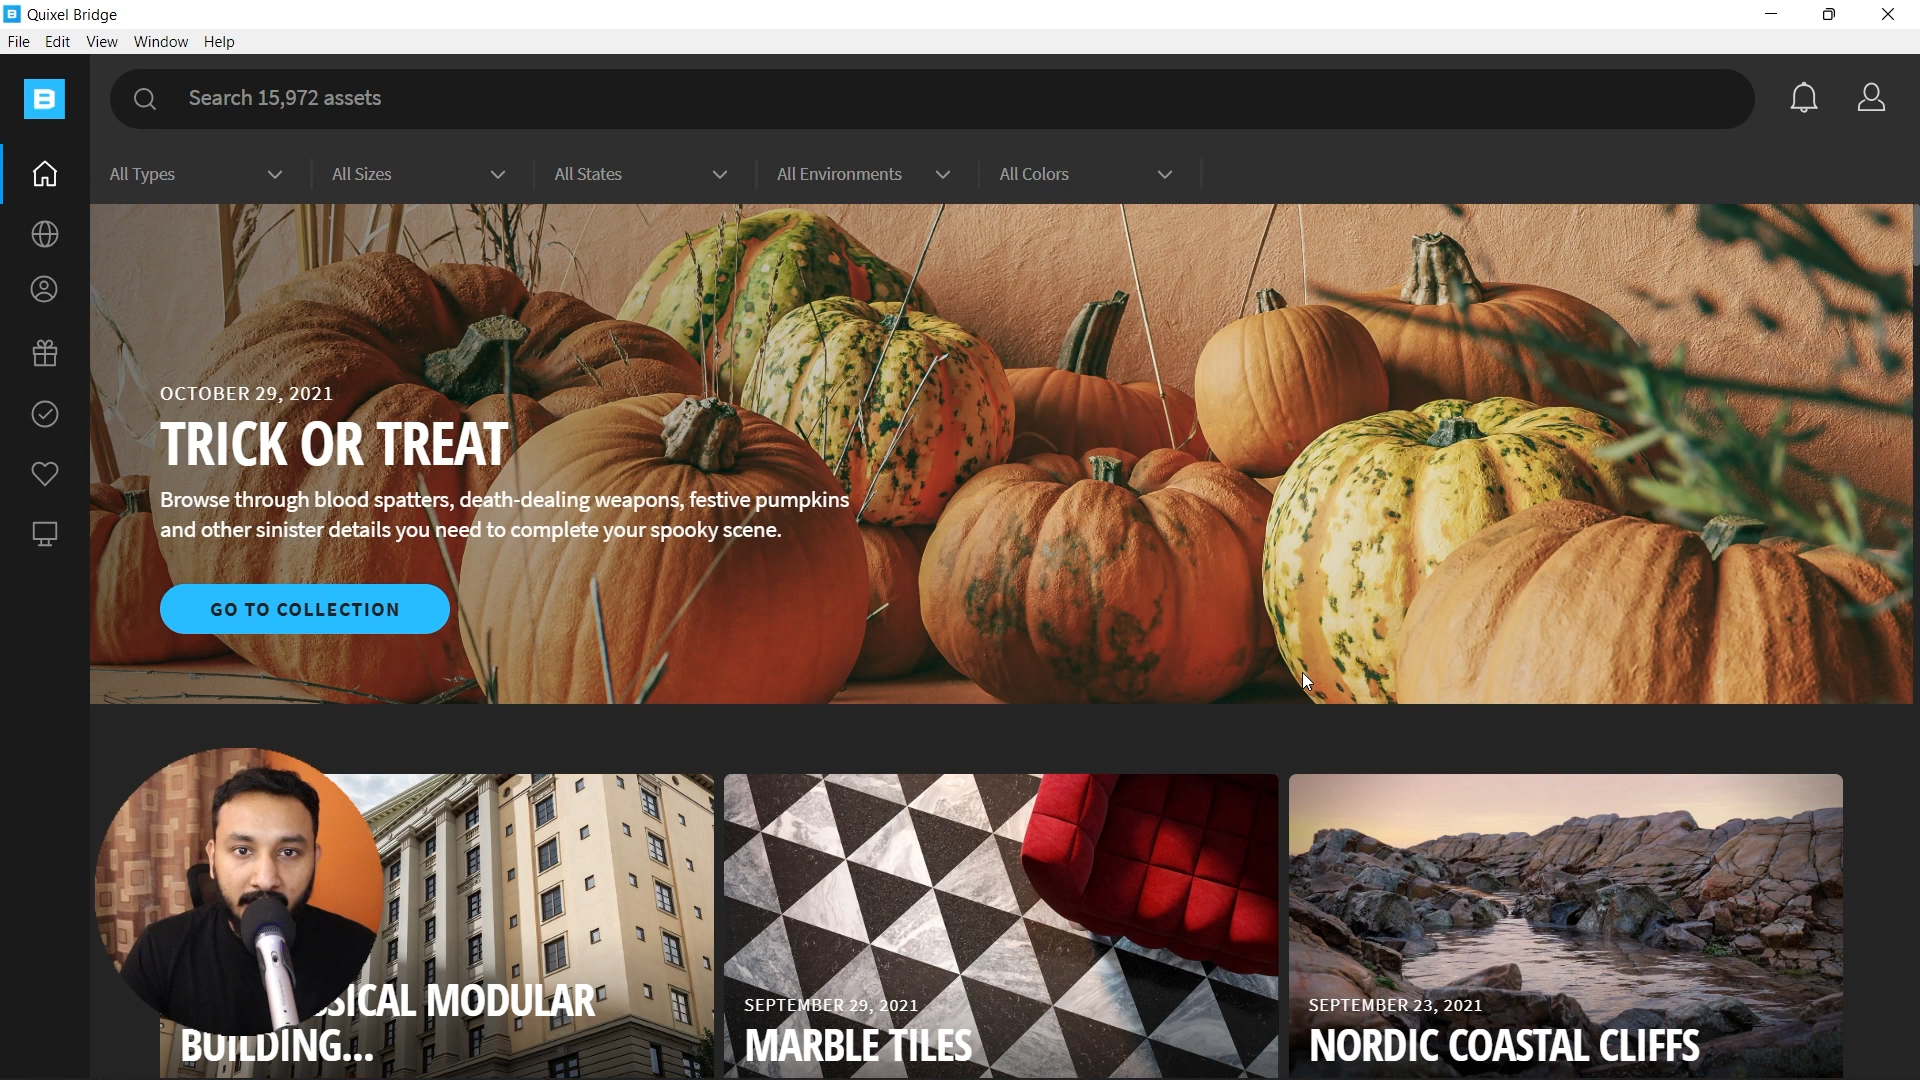 Quixel Bridge
File Edit View Window Help
Search 15,972 assets
All Types All Sizes All States All Environments All Colors
OCTOBER 29, 2021
TRICK OR TREAT
Browse through blood spatters, death-dealing weapons, festive pumpkins
and other sinister details you need to complete your spooky scene.
GO TO COLLECTION
SICAL MODULAR
BUILDING...
SEPTEMBER 29, 2021
MARBLE TILES
SEPTEMBER 23, 2021
NORDIC COASTAL CLIFFS